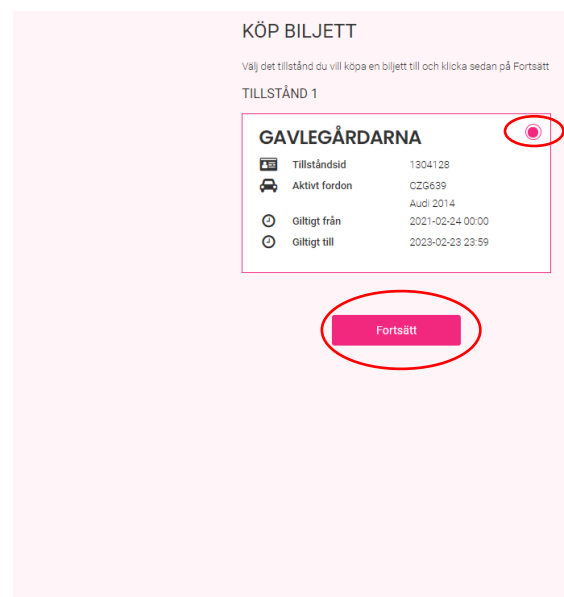 KÖP BILJETT
Välj det tillstånd du vill köpa en biljett till och klicka sedan på Fortsätt
TILLSTÅND 1
GAVLEGÅRDARNA
Tillståndsid 1304128
Aktivt fordon CZG639
Audi 2014
Giltigt från 2021-02-24 00:00
Giltigt till 2023-02-23 23:59
Fortsätt